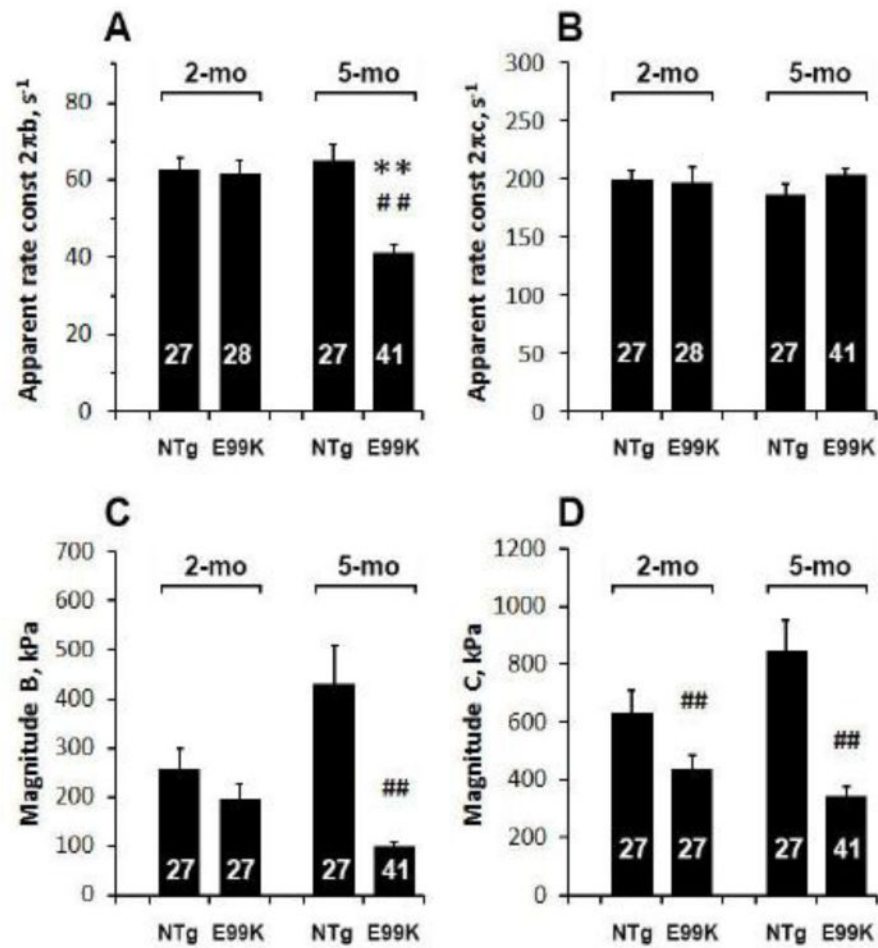 A
Apparent rate const 2πb, s⁻¹
2-mo 5-mo
80
60
40
20
0
**
##
27 28 27 41
NTg E99K NTg E99K
B
Apparent rate const 2πc, s⁻¹
2-mo 5-mo
300
250
200
150
100
50
0
27 28 27 41
NTg E99K NTg E99K
C
Magnitude B, kPa
2-mo 5-mo
700
600
500
400
300
200
100
0
##
27 27 27 41
NTg E99K NTg E99K
D
Magnitude C, kPa
2-mo 5-mo
1200
1000
800
600
400
200
0
##
##
27 27 27 41
NTg E99K NTg E99K